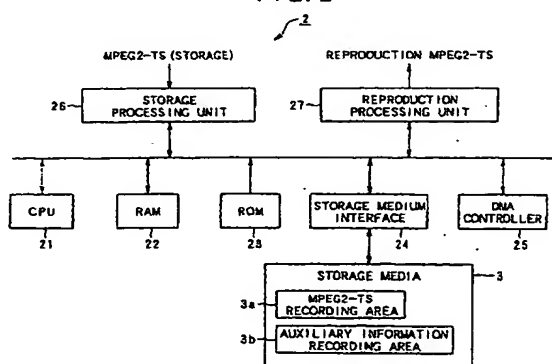 2
MPEG2-TS (STORAGE)
REPRODUCTION MPEG2-TS
26
STORAGE
PROCESSING UNIT
27
REPRODUCTION
PROCESSING UNIT
CPU
RAM
ROM
STORAGE MEDIUM
INTERFACE
DMA
CONTROLLER
21
22
23
24
25
STORAGE MEDIA
3
3a
MPEG2-TS
RECORDING AREA
3b
AUXILIARY INFORMATION
RECORDING AREA